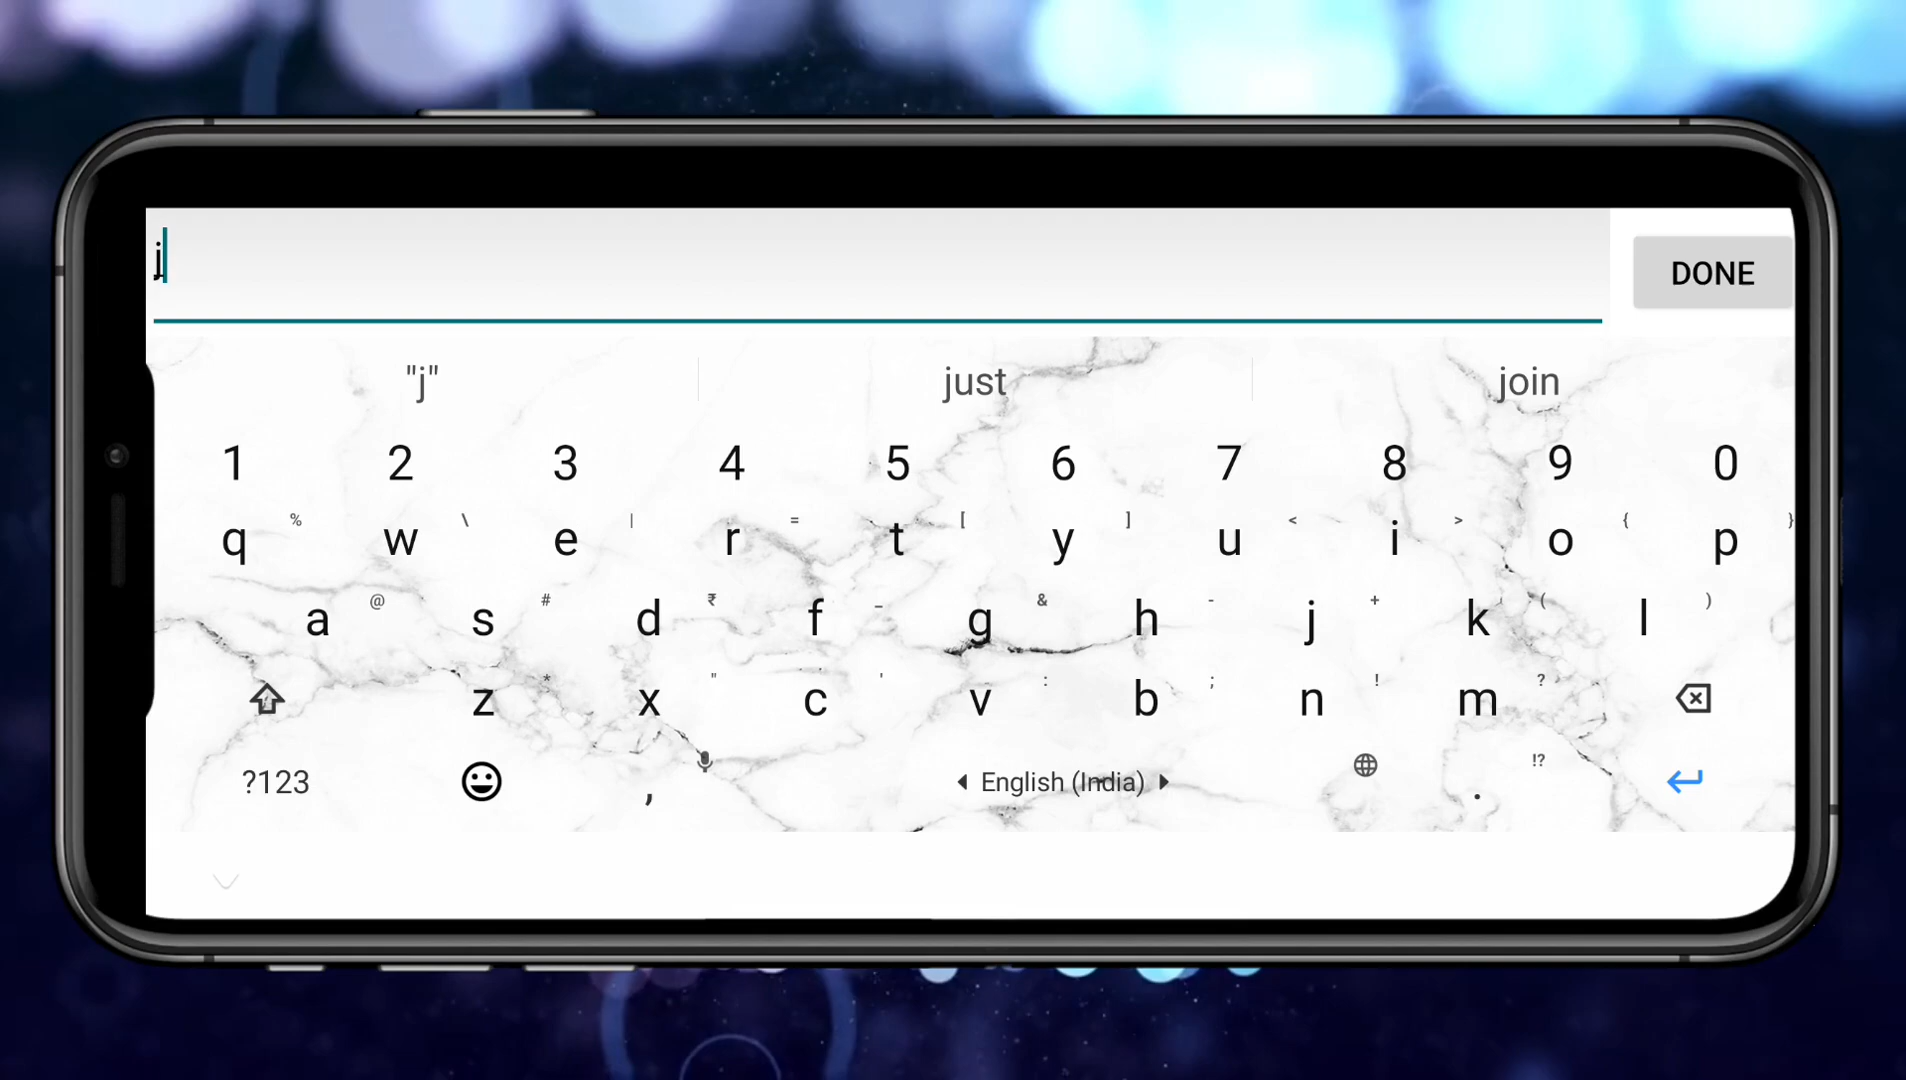 j
DONE
"j" just join
1 2 3 4 5 6 7 8 9 0
% \ | = [ ] < > { }
q w e r t y u i o p
@ # ₹ _ & - + ( )
a s d f g h j k l
* " ' : ; ! ?
z x c v b n m
?123 , English (India) . !?